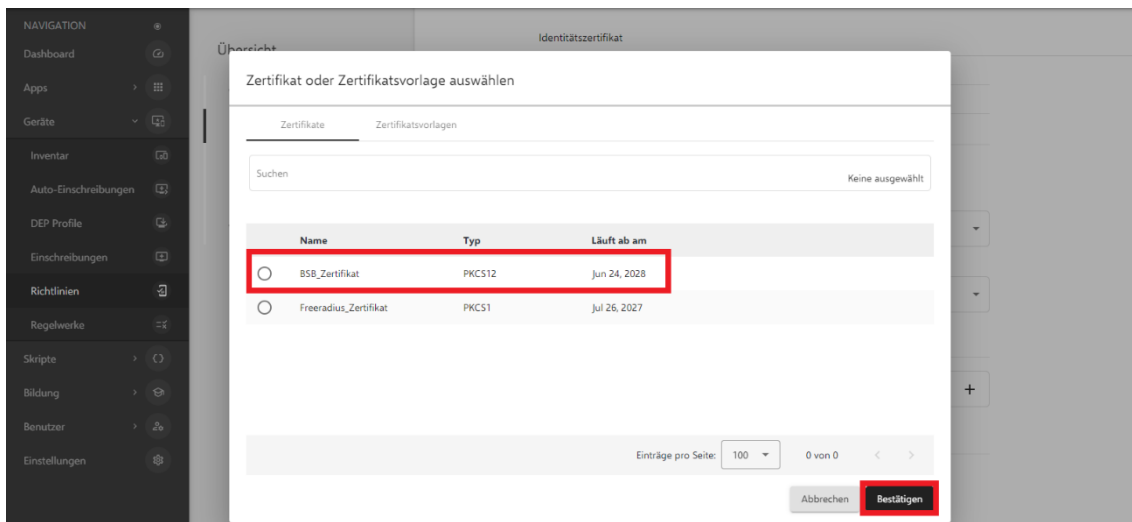 NAVIGATION
Dashboard
Apps
Geräte
Inventar
Auto-Einschreibungen
DEP Profile
Einschreibungen
Richtlinien
Regelwerke
Skripte
Bildung
Benutzer
Einstellungen
Übersicht
Identitätszertifikat
Zertifikat oder Zertifikatsvorlage auswählen
Zertifikate Zertifikatsvorlagen
Suchen
Keine ausgewählt
Name Typ Läuft ab am
BSB_Zertifikat PKCS12 Jun 24, 2028
Freeradius_Zertifikat PKCS1 Jul 26, 2027
Einträge pro Seite: 100 0 von 0
Abbrechen Bestätigen